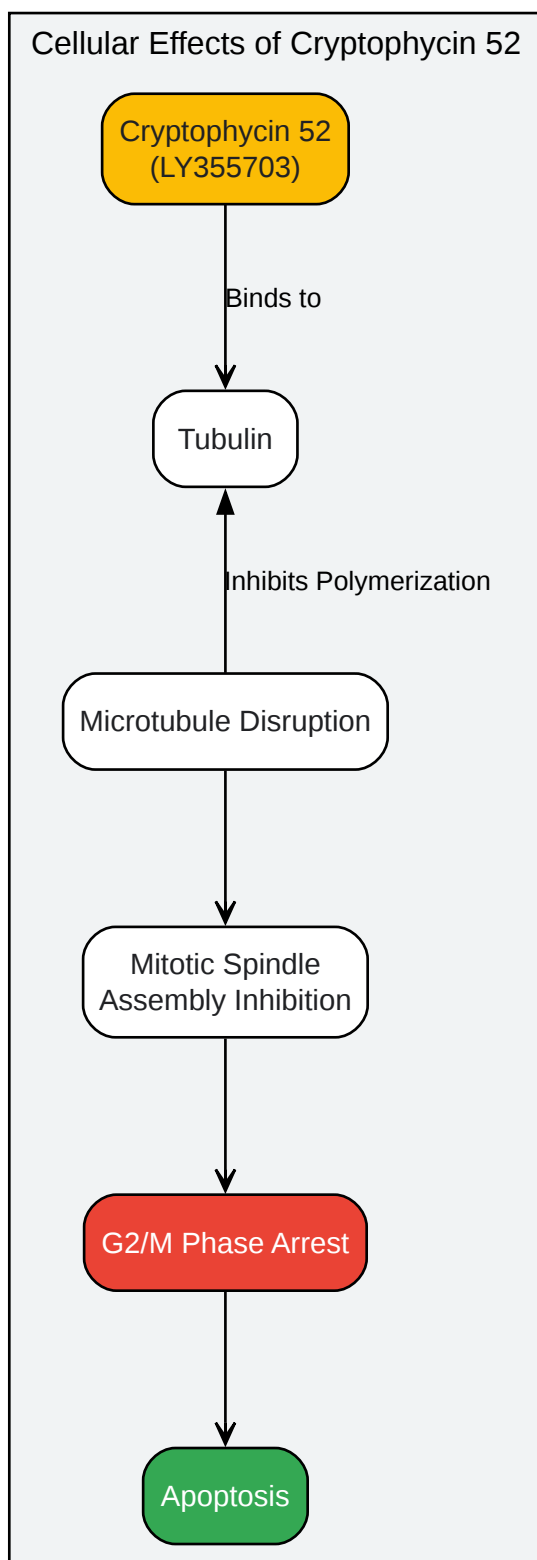 Cellular Effects of Cryptophycin 52
Cryptophycin 52
(LY355703)
Binds to
Tubulin
Inhibits Polymerization
Microtubule Disruption
Mitotic Spindle
Assembly Inhibition
G2/M Phase Arrest
Apoptosis